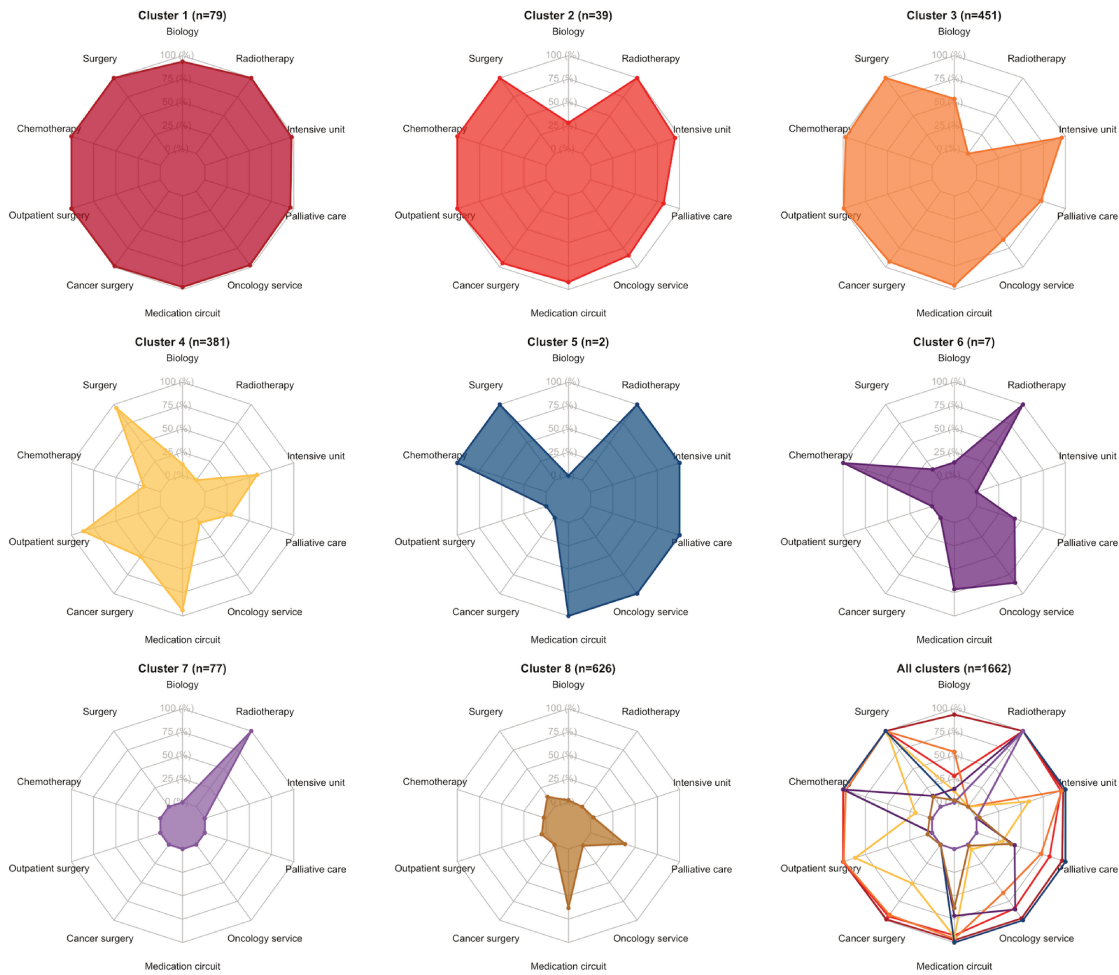 Cluster 1 (n=79)
Biology
100 (%)
Surgery
Radiotherapy
75 (%)
50 (%)
25 (%)
Chemotherapy
Intensive unit
0 (%)
Outpatient surgery
Palliative care
Cancer surgery
Oncology service
Medication circuit
Cluster 2 (n=39)
Biology
100 (%)
Surgery
Radiotherapy
75 (%)
50 (%)
25 (%)
Chemotherapy
Intensive unit
0 (%)
Outpatient surgery
Palliative care
Cancer surgery
Oncology service
Medication circuit
Cluster 3 (n=451)
Biology
100 (%)
Surgery
Radiotherapy
75 (%)
50 (%)
25 (%)
Chemotherapy
Intensive unit
0 (%)
Outpatient surgery
Palliative care
Cancer surgery
Oncology service
Medication circuit
Cluster 4 (n=381)
Biology
100 (%)
Surgery
Radiotherapy
75 (%)
50 (%)
25 (%)
Chemotherapy
Intensive unit
0 (%)
Outpatient surgery
Palliative care
Cancer surgery
Oncology service
Medication circuit
Cluster 5 (n=2)
Biology
100 (%)
Surgery
Radiotherapy
75 (%)
50 (%)
25 (%)
Chemotherapy
Intensive unit
0 (%)
Outpatient surgery
Palliative care
Cancer surgery
Oncology service
Medication circuit
Cluster 6 (n=7)
Biology
100 (%)
Surgery
Radiotherapy
75 (%)
50 (%)
25 (%)
Chemotherapy
Intensive unit
0 (%)
Outpatient surgery
Palliative care
Cancer surgery
Oncology service
Medication circuit
Cluster 7 (n=77)
Biology
100 (%)
Surgery
Radiotherapy
75 (%)
50 (%)
25 (%)
Chemotherapy
Intensive unit
0 (%)
Outpatient surgery
Palliative care
Cancer surgery
Oncology service
Medication circuit
Cluster 8 (n=626)
Biology
100 (%)
Surgery
Radiotherapy
75 (%)
50 (%)
25 (%)
Chemotherapy
Intensive unit
0 (%)
Outpatient surgery
Palliative care
Cancer surgery
Oncology service
Medication circuit
All clusters (n=1662)
Biology
100 (%)
Surgery
Radiotherapy
75 (%)
50 (%)
25 (%)
Chemotherapy
Intensive unit
0 (%)
Outpatient surgery
Palliative care
Cancer surgery
Oncology service
Medication circuit